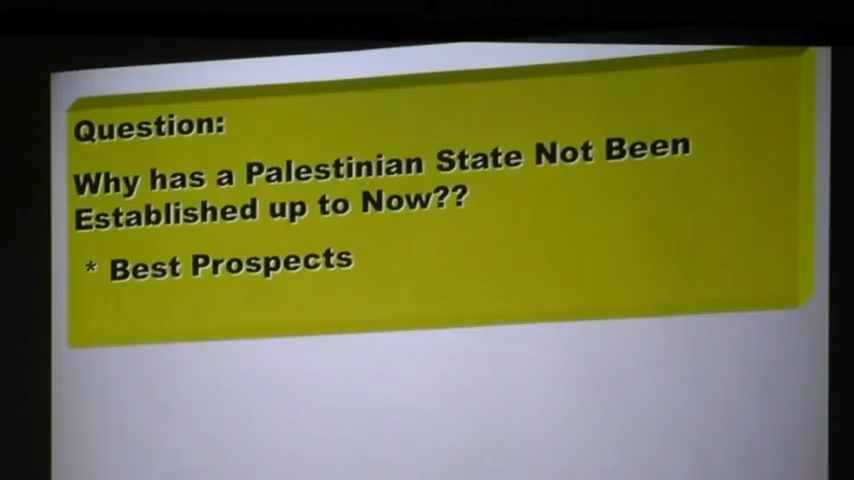 Question:
Why has a Palestinian State Not Been
Established up to Now??
* Best Prospects